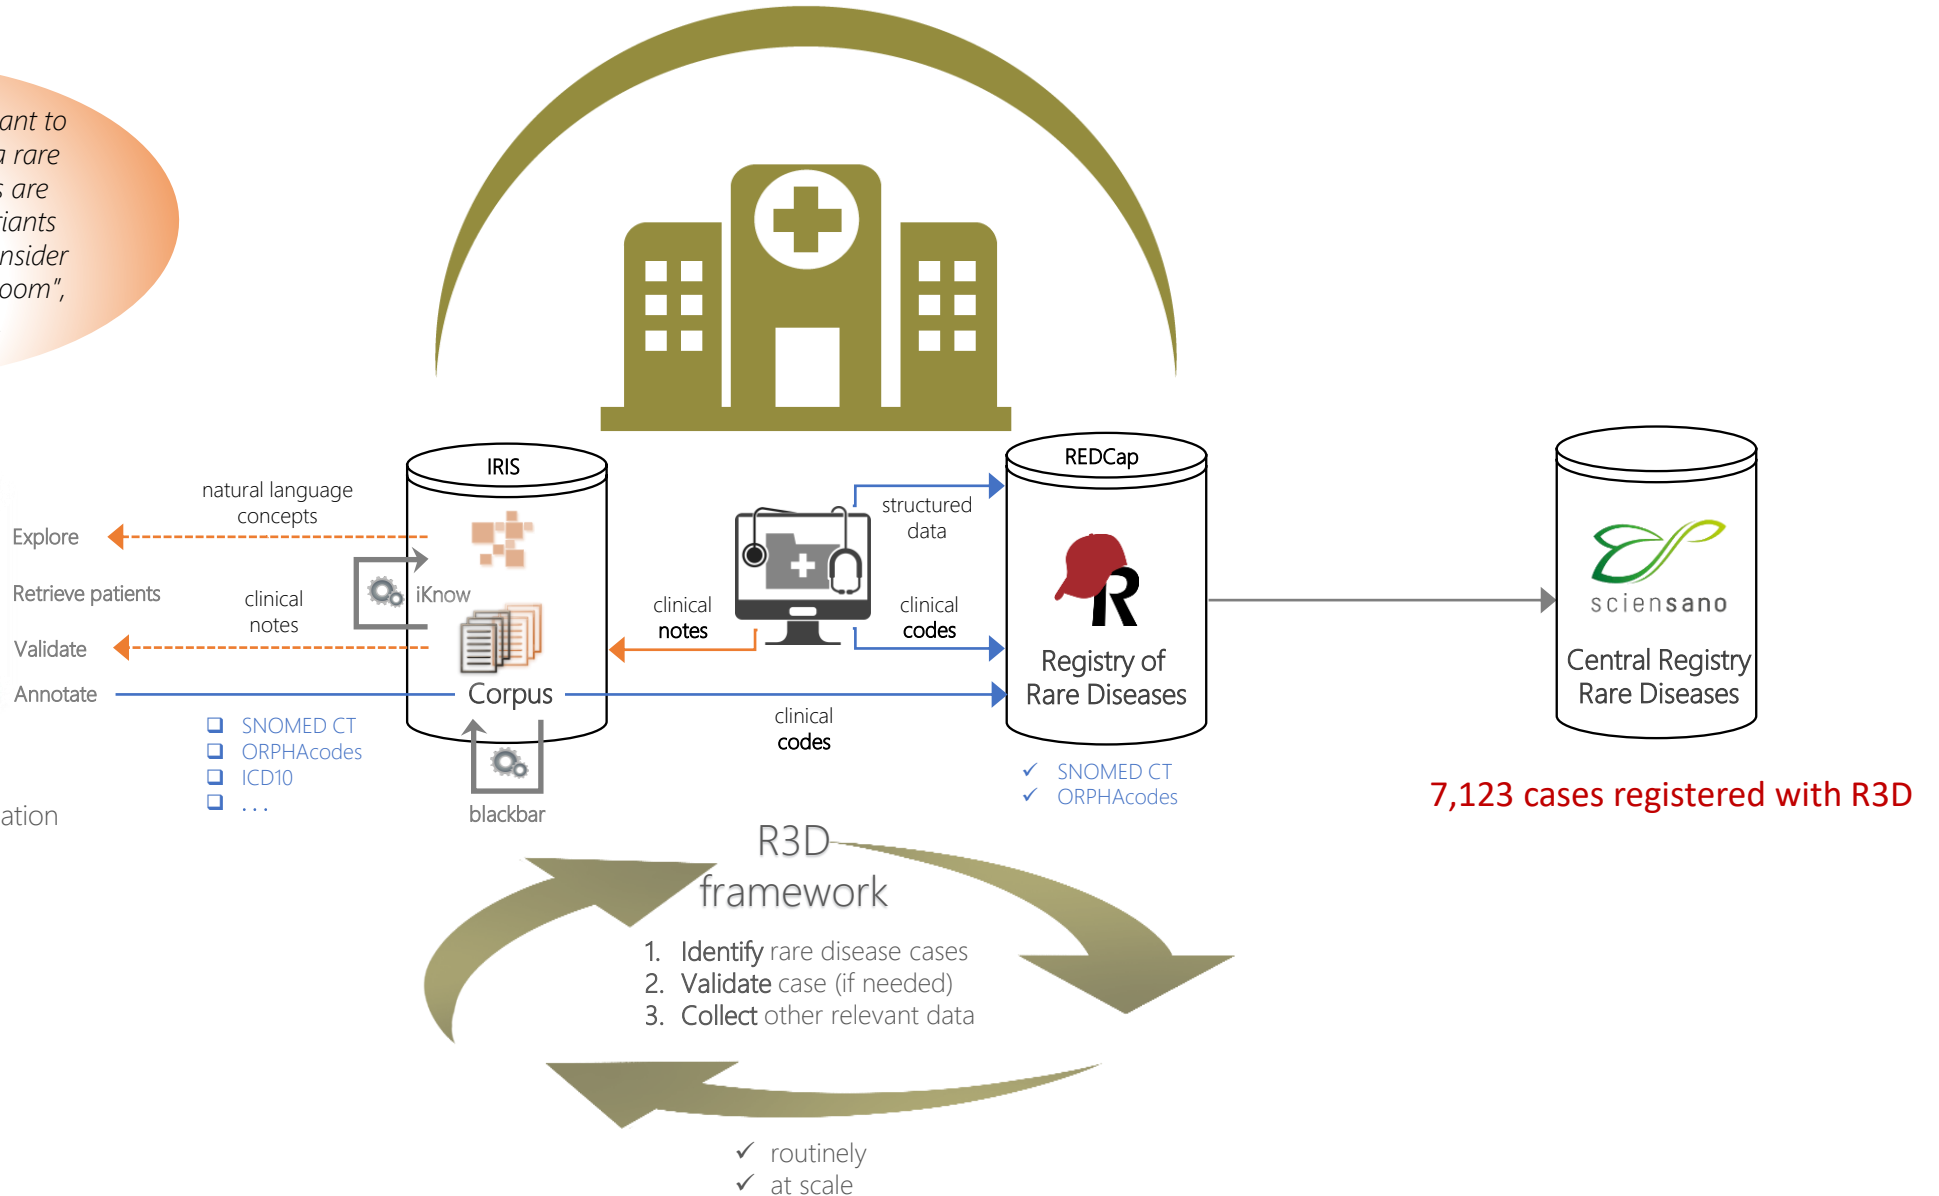 ant to
a rare
s are
iants
nsider
oom",
IRIS
REDCap
natural language
concepts
structured
data
Explore
Retrieve patients
iKnow
clinical
notes
clinical
notes
clinical
codes
sciensano
Validate
Registry of
Rare Diseases
Central Registry
Rare Diseases
Annotate
Corpus
clinical
codes
SNOMED CT
ORPHAcodes
ICD10
. . .
SNOMED CT
ORPHAcodes
blackbar
ation
7,123 cases registered with R3D
R3D
framework
1. Identify rare disease cases
2. Validate case (if needed)
3. Collect other relevant data
✓ routinely
✓ at scale